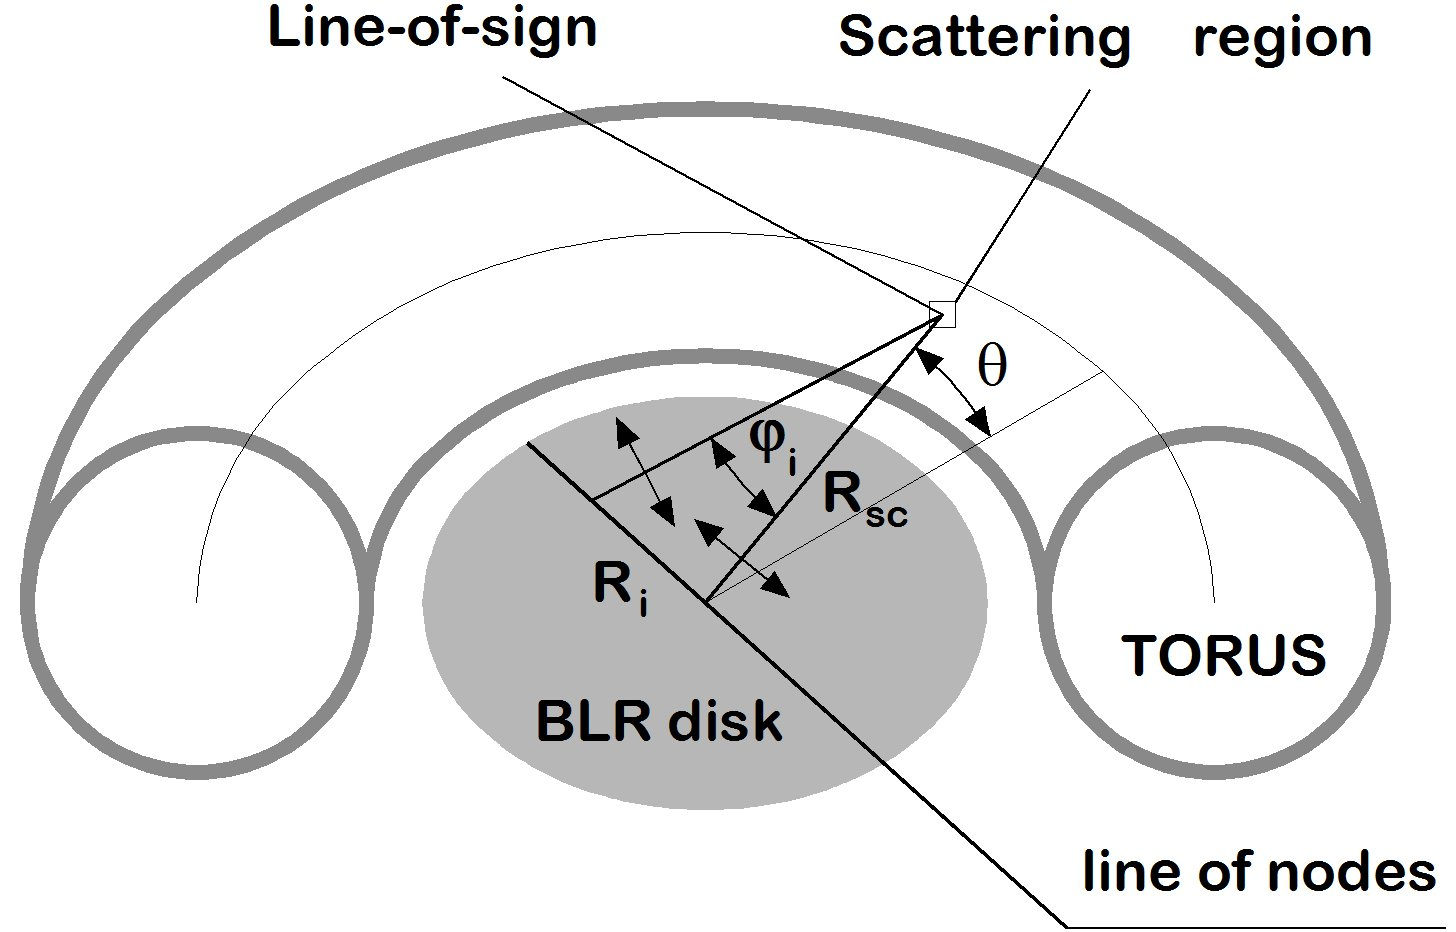 Line-of-sign
Scattering region
θ
φi
Rsc
Ri
TORUS
BLR disk
line of nodes